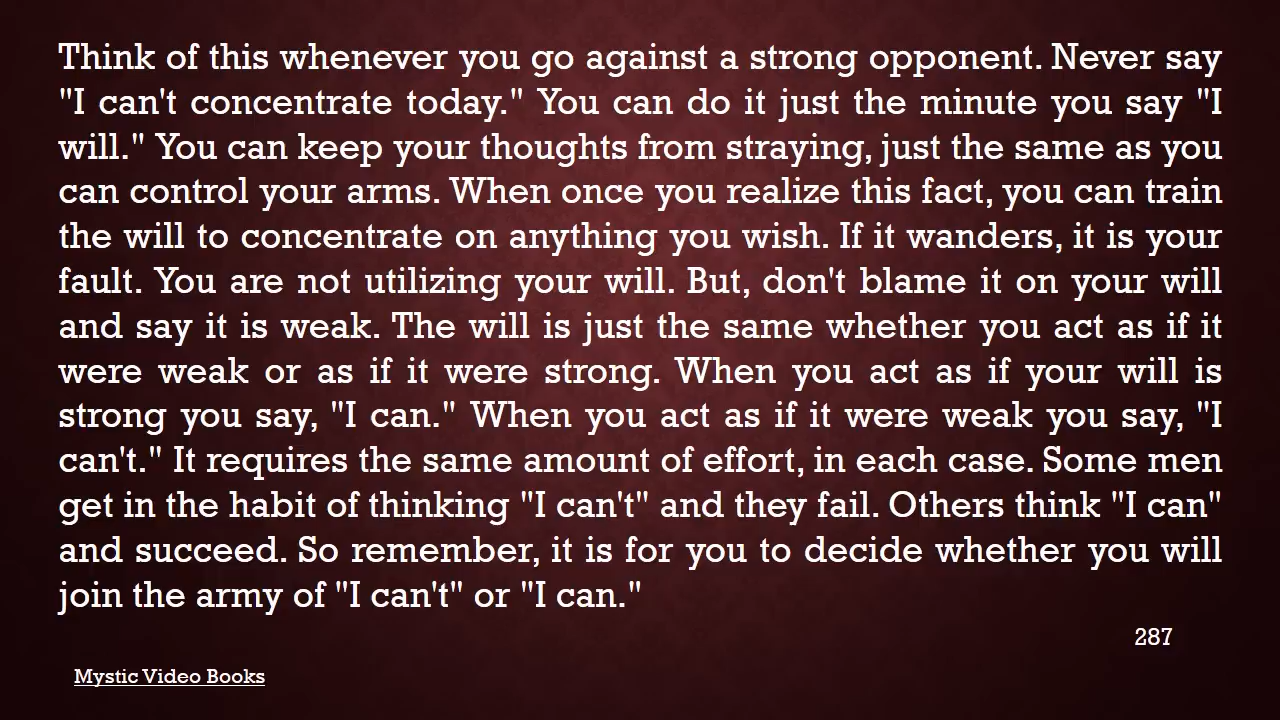 Think of this whenever you go against a strong opponent. Never say
"I can't concentrate today." You can do it just the minute you say "I
will." You can keep your thoughts from straying, just the same as you
can control your arms. When once you realize this fact, you can train
the will to concentrate on anything you wish. If it wanders, it is your
fault. You are not utilizing your will. But, don't blame it on your will
and say it is weak. The will is just the same whether you act as if it
were weak or as if it were strong. When you act as if your will is
strong you say, "I can." When you act as if it were weak you say, "I
can't." It requires the same amount of effort, in each case. Some men
get in the habit of thinking "I can't" and they fail. Others think "I can"
and succeed. So remember, it is for you to decide whether you will
join the army of "I can't" or "I can."
287
Mystic Video Books